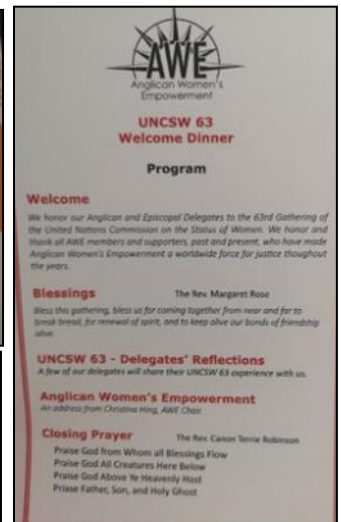 AWE
Anglican Women's
Empowerment
UNCSW 63
Welcome Dinner
Program
Welcome
We honor our Anglican and Episcopal Delegates to the 63rd Gathering of
the United Nations Commission on the Status of Women. We honor and
thank all AWE members and supporters, past and present, who have made
Anglican Women's Empowerment a worldwide force for justice thoughout
the years.
Blessings The Rev. Margaret Rose
Bless this gathering, bless us for coming together from near and far to
break bread, for renewal of spirit, and to keep alive our bonds of friendship
alive.
UNCSW 63 - Delegates' Reflections
A few of our delegates will share their UNCSW 63 experience with us.
Anglican Women's Empowerment
An address from Christina Hing, AWE Chair
Closing Prayer The Rev. Canon Terrie Robinson
Praise God from Whom all Blessings Flow
Praise God All Creatures Here Below
Praise God Above Ye Heavenly Host
Priase Father, Son, and Holy Ghost